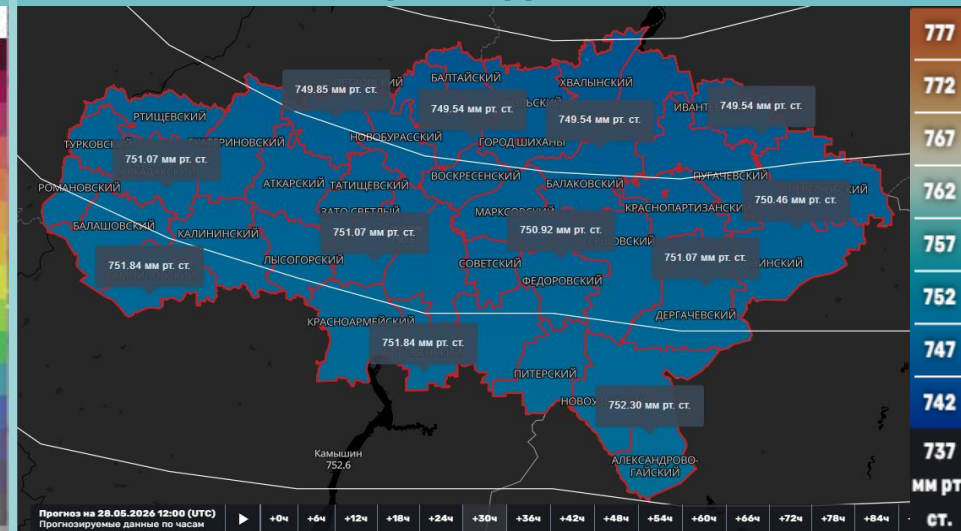 777
772
767
762
757
752
747
742
737
мм рт
ст.
БАЛТАЙСКИЙ
ХВАЛЫНСКИЙ
749.85 мм рт. ст.
749.54 мм рт. ст.
749.54 мм рт. ст.
749.54 мм рт. ст.
РТИЩЕВСКИЙ
НОВОБУРАССКИЙ
751.07 мм рт. ст.
АТКАРСКИЙ
ТАТИЩЕВСКИЙ
ВОСКРЕСЕНСКИЙ
БАЛАКОВСКИЙ
ПУГАЧЕВСКИЙ
РОМАНОВСКИЙ
750.46 мм рт. ст.
БАЛАШОВСКИЙ
КАЛИНИНСКИЙ
751.07 мм рт. ст.
750.92 мм рт. ст.
751.84 мм рт. ст.
ЛЫСОГОРСКИЙ
СОВЕТСКИЙ
751.07 мм рт. ст.
ФЕДОРОВСКИЙ
КРАСНОАРМЕЙСКИЙ
ДЕРГАЧЕВСКИЙ
751.84 мм рт. ст.
ПИТЕРСКИЙ
752.30 мм рт. ст.
Камышин
752.6
АЛЕКСАНДРОВО-
ГАЙСКИЙ
Прогноз на 28.05.2026 12:00 (UTC)
Прогнозируемые данные по часам
+0ч +6ч +12ч +18ч +24ч +30ч +36ч +42ч +48ч +54ч +60ч +66ч +72ч +78ч +84ч